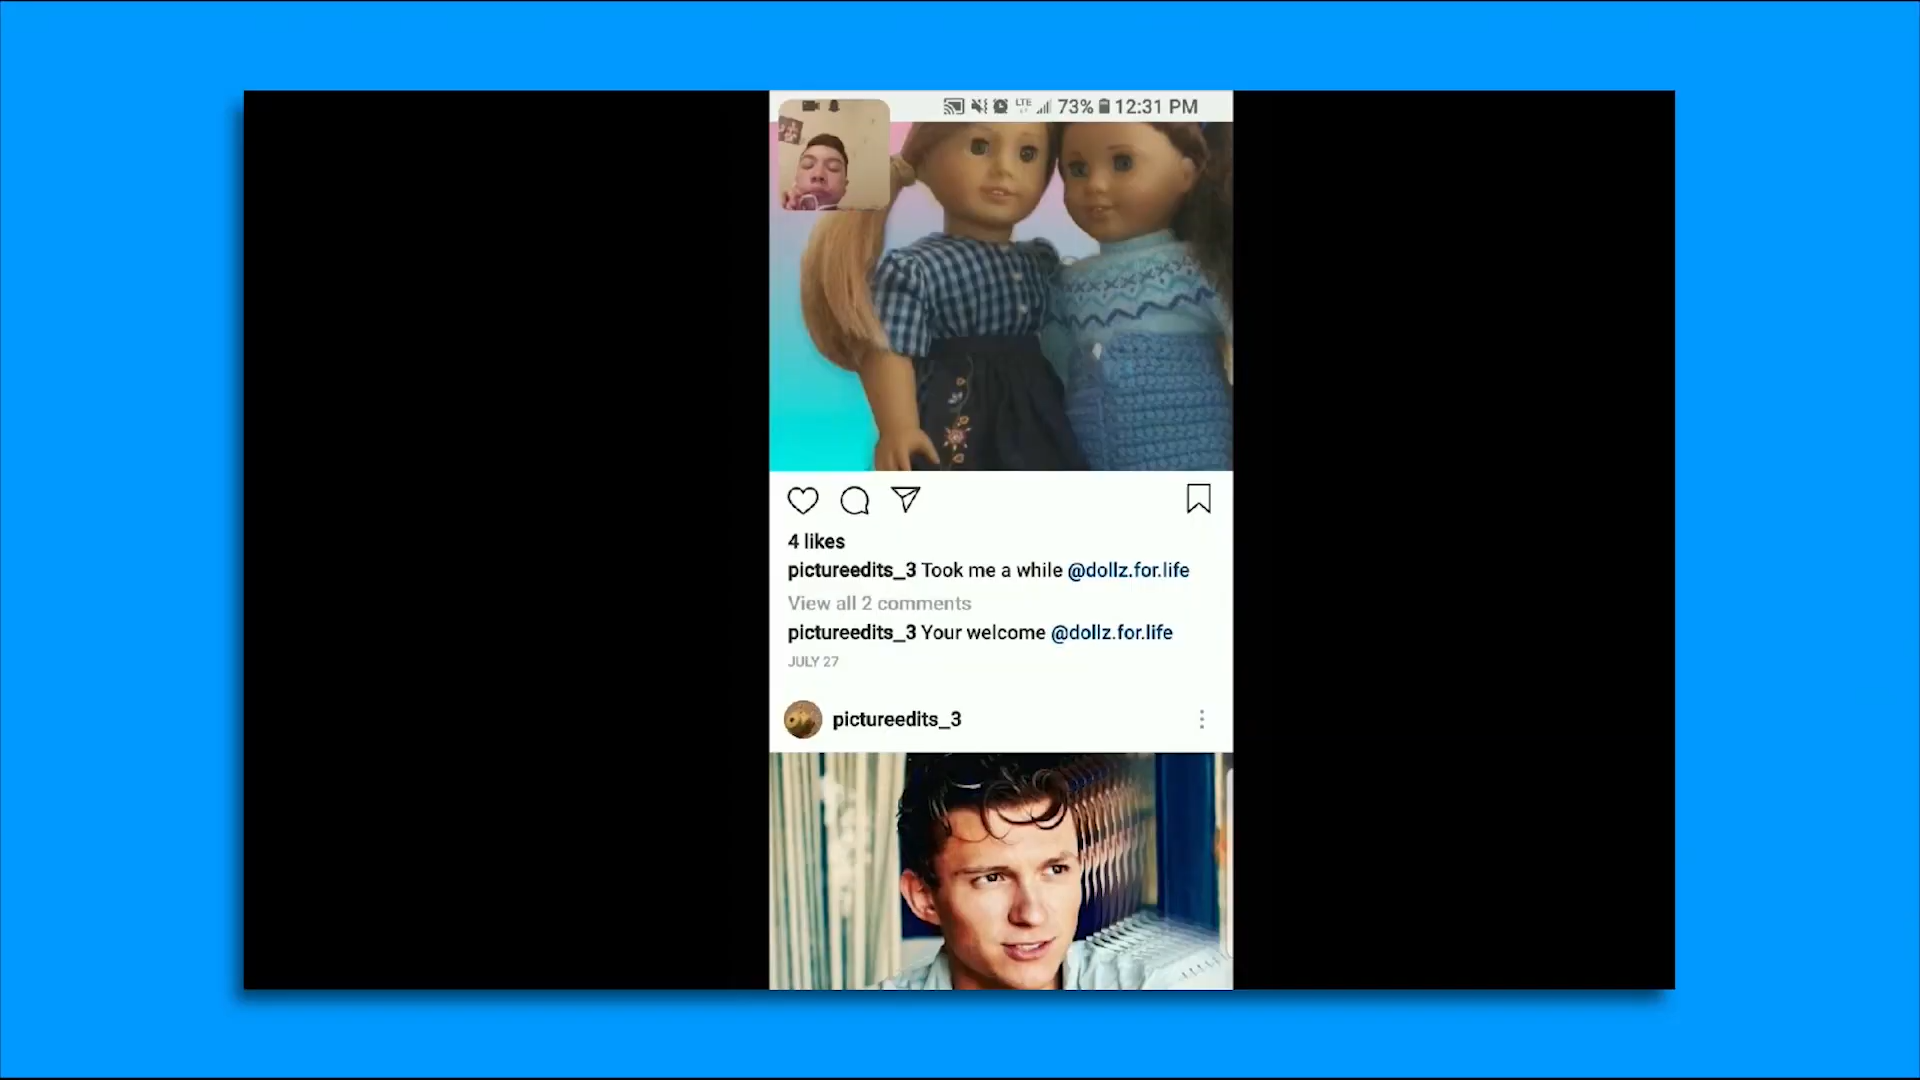 LTE 73% 12:31 PM
4 likes
pictureedits_3 Took me a while @dollz.for.life
View all 2 comments
pictureedits_3 Your welcome @dollz.for.life
JULY 27
pictureedits_3